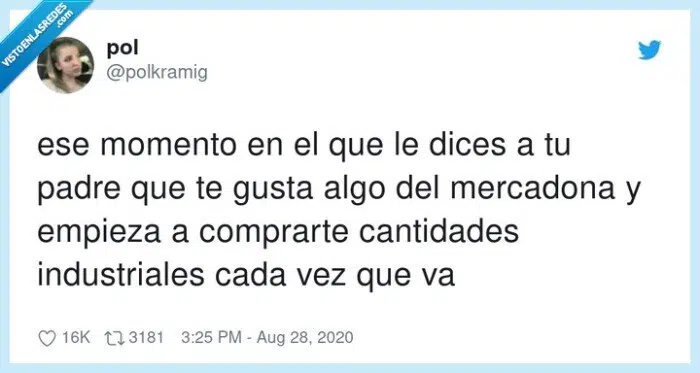 VISTOENLASREDES
.com
pol
@polkramig
ese momento en el que le dices a tu
padre que te gusta algo del mercadona y
empieza a comprarte cantidades
industriales cada vez que va
16K 3181 3:25 PM - Aug 28, 2020